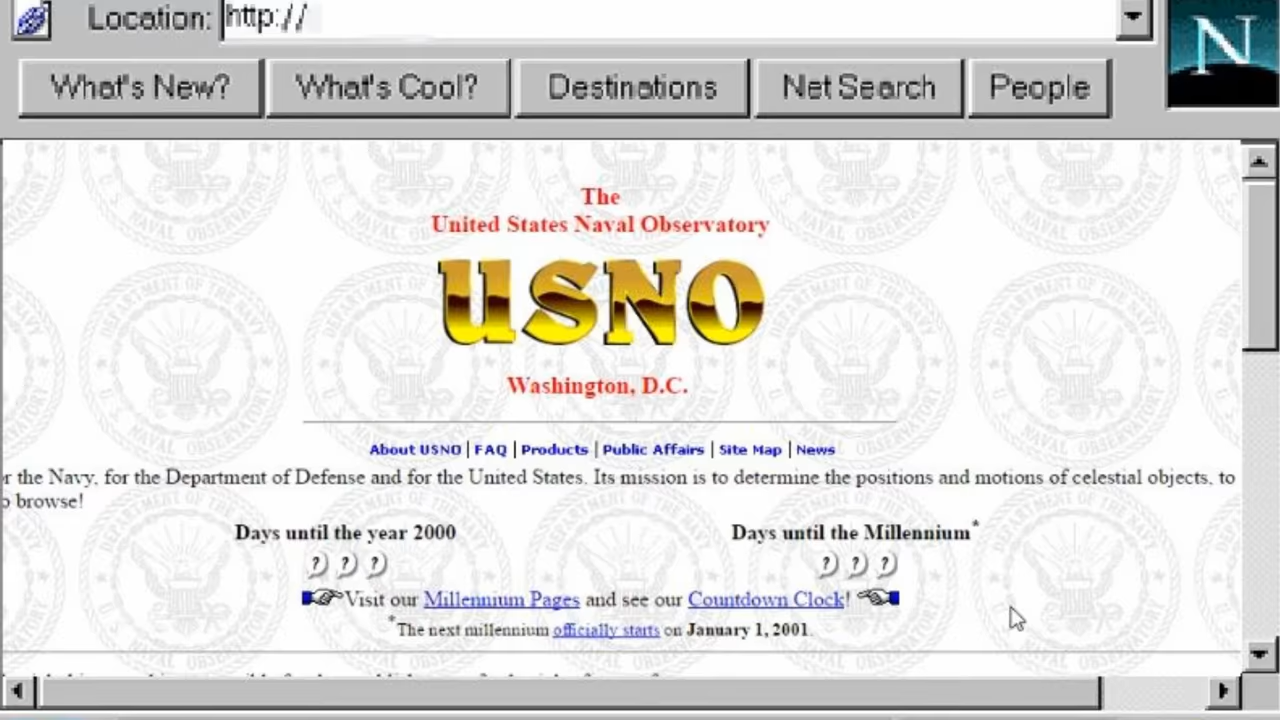 Location: http://
N
What's New? What's Cool? Destinations Net Search People
The
United States Naval Observatory
USNO
Washington, D.C.
About USNO | FAQ | Products | Public Affairs | Site Map | News
r the Navy, for the Department of Defense and for the United States. Its mission is to determine the positions and motions of celestial objects, to
o browse!
Days until the year 2000 Days until the Millennium*
? ? ? ? ? ?
Visit our Millennium Pages and see our Countdown Clock!
*The next millennium officially starts on January 1, 2001.